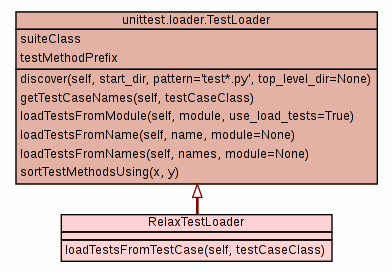 unittest.loader.TestLoader
suiteClass
testMethodPrefix
discover(self, start_dir, pattern='test*.py', top_level_dir=None)
getTestCaseNames(self, testCaseClass)
loadTestsFromModule(self, module, use_load_tests=True)
loadTestsFromName(self, name, module=None)
loadTestsFromNames(self, names, module=None)
sortTestMethodsUsing(x, y)
RelaxTestLoader
loadTestsFromTestCase(self, testCaseClass)